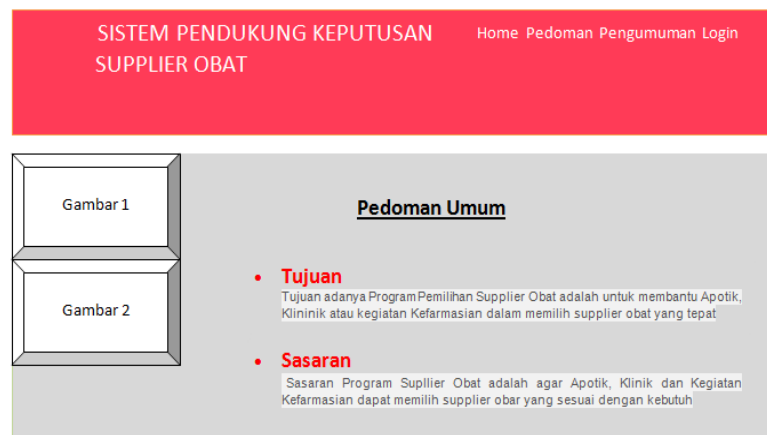 SISTEM PENDUKUNG KEPUTUSAN
SUPPLIER OBAT
Home Pedoman Pengumuman Login
Gambar 1
Gambar 2
Pedoman Umum
• Tujuan
Tujuan adanya Program Pemilihan Supplier Obat adalah untuk membantu Apotik,
Klininik atau kegiatan Kefarmasian dalam memilih supplier obat yang tepat
• Sasaran
Sasaran Program Supllier Obat adalah agar Apotik, Klinik dan Kegiatan
Kefarmasian dapat memilih supplier obar yang sesuai dengan kebutuh